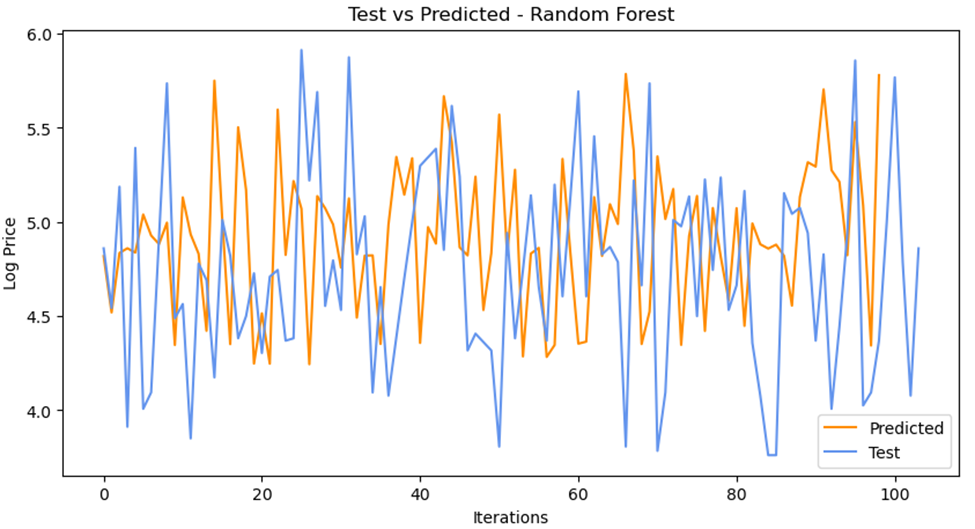 Test vs Predicted - Random Forest
6.0
5.5
5.0
4.5
4.0
Log Price
0 20 40 60 80 100
Iterations
Predicted
Test